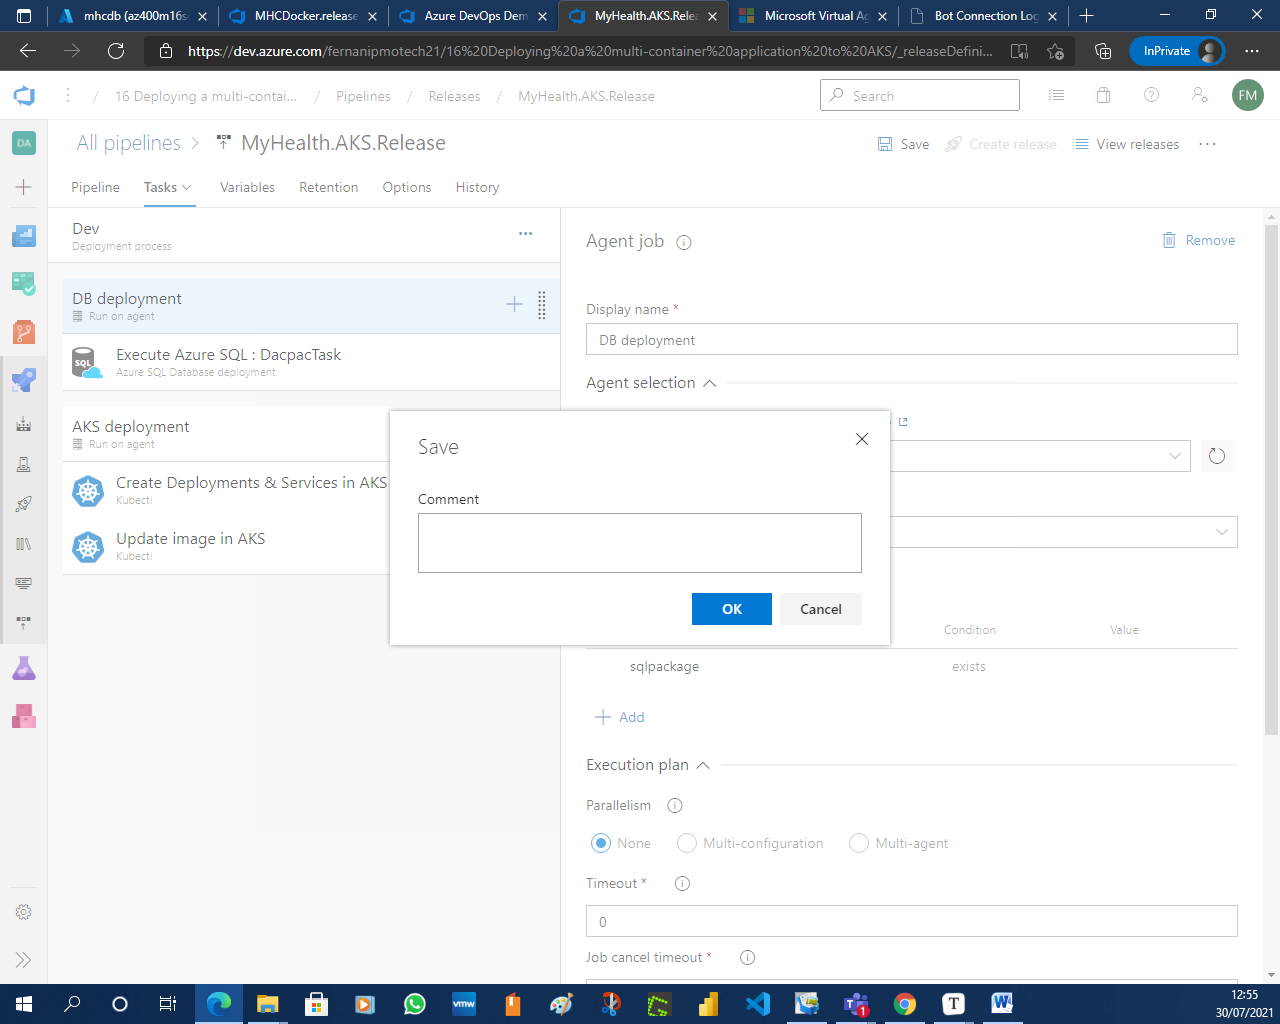 mhcdb (az400m16s
MHCDocker.release
Azure DevOps Dem
MyHealth.AKS.Relea
Microsoft Virtual Ag
Bot Connection Log
https://dev.azure.com/fernanipmotech21/16%20Deploying%20a%20multi-container%20application%20to%20AKS/_releaseDefini...
InPrivate
/ 16 Deploying a multi-contai... / Pipelines / Releases / MyHealth.AKS.Release
Search
FM
DA
All pipelines > MyHealth.AKS.Release
Save
Create release
View releases
Pipeline
Tasks
Variables
Retention
Options
History
Dev
Deployment process
DB deployment
Run on agent
SQL
Execute Azure SQL : DacpacTask
Azure SQL Database deployment
AKS deployment
Run on agent
Create Deployments & Services in AKS
Kubectl
Update image in AKS
Kubectl
Agent job
Remove
Display name *
DB deployment
Agent selection
Save
Comment
OK
Cancel
Condition
Value
sqlpackage
exists
Add
Execution plan
Parallelism
None
Multi-configuration
Multi-agent
Timeout *
0
Job cancel timeout *
vmw
1
T
W
12:55
30/07/2021